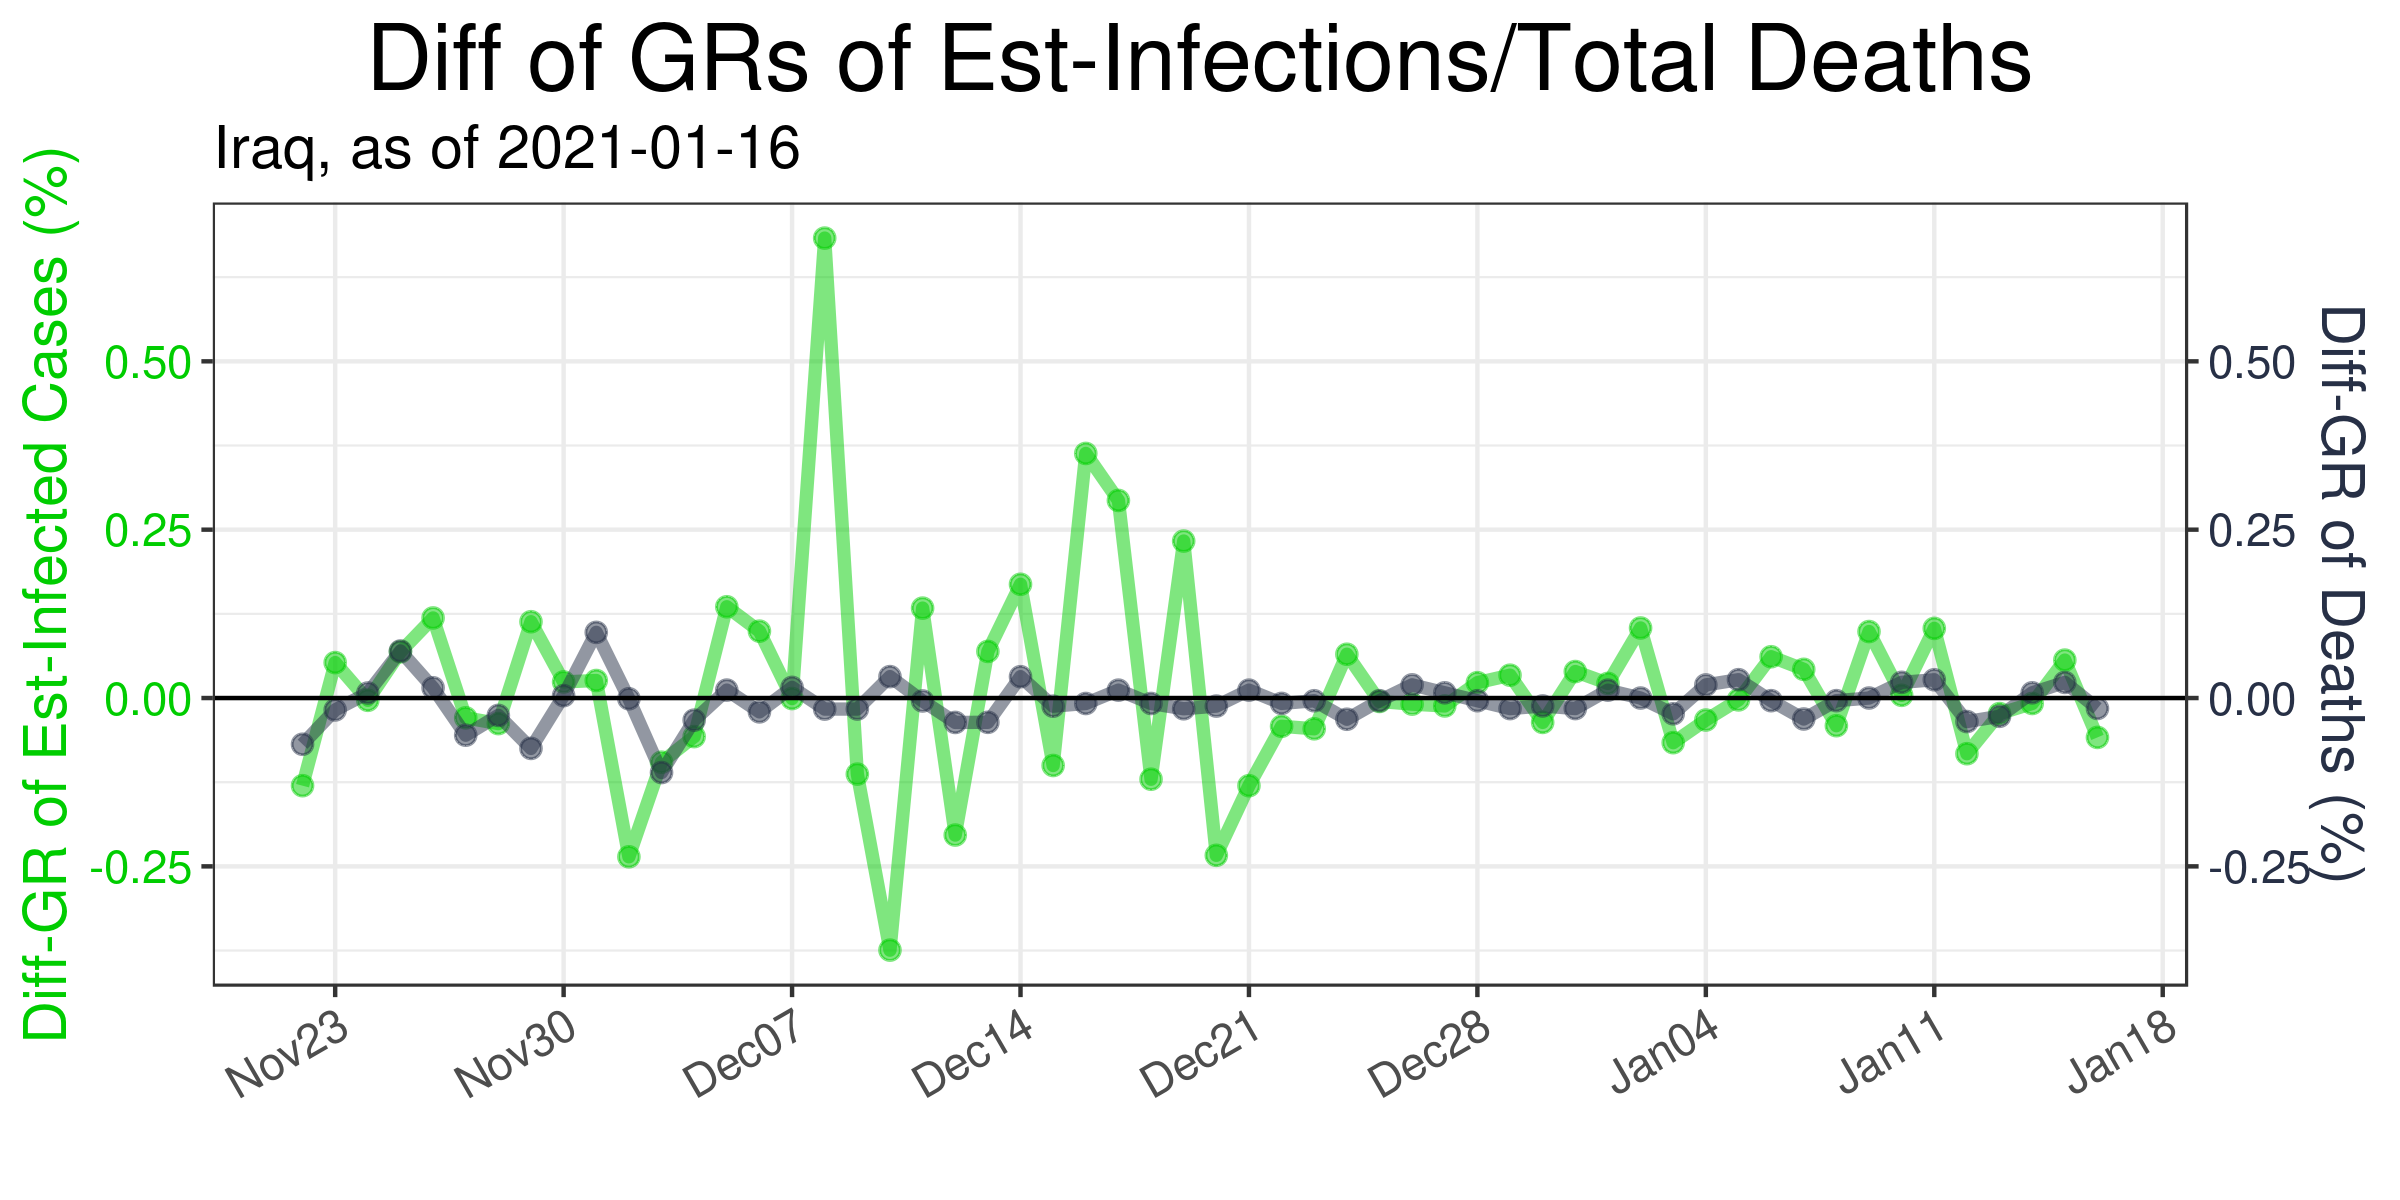 Diff of GRs of Est-Infections/Total Deaths
Iraq, as of 2021-01-16
Diff-GR of Est-Infected Cases (%)
0.50
0.25
0.00
-0.25
0.50
0.25
0.00
-0.25
Diff-GR of Deaths (%)
Nov23
Nov30
Dec07
Dec14
Dec21
Dec28
Jan04
Jan11
Jan18